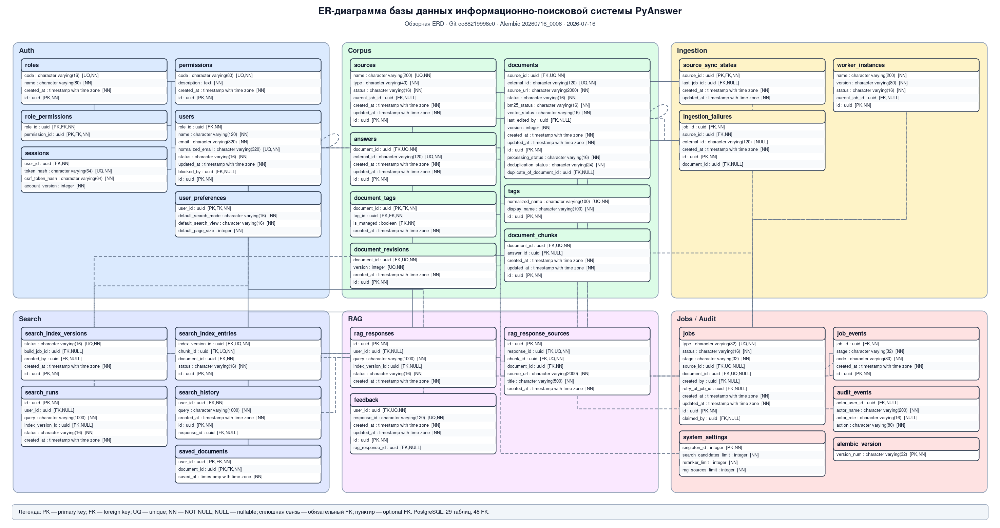 ER-диаграмма базы данных информационно-поисковой системы PyAnswer
Обзорная ERD · Git cc88219998c0 · Alembic 20260716_0006 · 2026-07-16
Auth
roles
code : character varying(16) [UQ,NN]
name : character varying(80) [NN]
created_at : timestamp with time zone [NN]
id : uuid [PK,NN]
role_permissions
role_id : uuid [PK,FK,NN]
permission_id : uuid [PK,FK,NN]
sessions
user_id : uuid [FK,NN]
token_hash : character varying(64) [UQ,NN]
csrf_token_hash : character varying(64) [NN]
account_version : integer [NN]
permissions
code : character varying(80) [UQ,NN]
description : text [NN]
created_at : timestamp with time zone [NN]
id : uuid [PK,NN]
users
role_id : uuid [FK,NN]
name : character varying(120) [NN]
email : character varying(320) [NN]
normalized_email : character varying(320) [UQ,NN]
status : character varying(16) [NN]
updated_at : timestamp with time zone [NN]
blocked_by : uuid [FK,NULL]
id : uuid [PK,NN]
user_preferences
user_id : uuid [PK,FK,NN]
default_search_mode : character varying(16) [NN]
default_search_view : character varying(16) [NN]
default_page_size : integer [NN]
Corpus
sources
name : character varying(200) [UQ,NN]
type : character varying(40) [NN]
status : character varying(16) [NN]
current_job_id : uuid [FK,NULL]
created_at : timestamp with time zone [NN]
updated_at : timestamp with time zone [NN]
id : uuid [PK,NN]
answers
document_id : uuid [FK,UQ,NN]
external_id : character varying(120) [UQ,NN]
created_at : timestamp with time zone [NN]
updated_at : timestamp with time zone [NN]
id : uuid [PK,NN]
document_tags
document_id : uuid [PK,FK,NN]
tag_id : uuid [PK,FK,NN]
is_managed : boolean [PK,NN]
created_at : timestamp with time zone [NN]
document_revisions
document_id : uuid [FK,UQ,NN]
version : integer [UQ,NN]
created_at : timestamp with time zone [NN]
id : uuid [PK,NN]
documents
source_id : uuid [FK,UQ,NN]
external_id : character varying(120) [UQ,NN]
source_url : character varying(2000) [NN]
status : character varying(16) [NN]
bm25_status : character varying(16) [NN]
vector_status : character varying(16) [NN]
last_edited_by : uuid [FK,NULL]
version : integer [NN]
created_at : timestamp with time zone [NN]
updated_at : timestamp with time zone [NN]
id : uuid [PK,NN]
processing_status : character varying(16) [NN]
deduplication_status : character varying(24) [NN]
duplicate_of_document_id : uuid [FK,NULL]
tags
normalized_name : character varying(100) [UQ,NN]
display_name : character varying(100) [NN]
id : uuid [PK,NN]
document_chunks
document_id : uuid [FK,UQ,NN]
answer_id : uuid [FK,NULL]
created_at : timestamp with time zone [NN]
updated_at : timestamp with time zone [NN]
id : uuid [PK,NN]
Ingestion
source_sync_states
source_id : uuid [PK,FK,NN]
last_job_id : uuid [FK,NULL]
created_at : timestamp with time zone [NN]
updated_at : timestamp with time zone [NN]
ingestion_failures
job_id : uuid [FK,NN]
source_id : uuid [FK,NN]
external_id : character varying(120) [NULL]
created_at : timestamp with time zone [NN]
id : uuid [PK,NN]
document_id : uuid [FK,NULL]
worker_instances
name : character varying(200) [NN]
version : character varying(80) [NN]
status : character varying(16) [NN]
current_job_id : uuid [FK,NULL]
id : uuid [PK,NN]
Search
search_index_versions
status : character varying(16) [UQ,NN]
build_job_id : uuid [FK,NULL]
created_by : uuid [FK,NULL]
created_at : timestamp with time zone [NN]
id : uuid [PK,NN]
search_runs
id : uuid [PK,NN]
user_id : uuid [FK,NULL]
query : character varying(1000) [NN]
index_version_id : uuid [FK,NULL]
status : character varying(16) [NN]
created_at : timestamp with time zone [NN]
search_index_entries
index_version_id : uuid [FK,UQ,NN]
chunk_id : uuid [FK,UQ,NN]
document_id : uuid [FK,NN]
status : character varying(16) [NN]
id : uuid [PK,NN]
search_history
user_id : uuid [FK,NN]
query : character varying(1000) [NN]
created_at : timestamp with time zone [NN]
id : uuid [PK,NN]
response_id : uuid [FK,NULL]
saved_documents
user_id : uuid [PK,FK,NN]
document_id : uuid [PK,FK,NN]
saved_at : timestamp with time zone [NN]
RAG
rag_responses
id : uuid [PK,NN]
user_id : uuid [FK,NULL]
query : character varying(1000) [NN]
index_version_id : uuid [FK,NULL]
status : character varying(16) [NN]
created_at : timestamp with time zone [NN]
feedback
user_id : uuid [FK,UQ,NN]
response_id : character varying(120) [UQ,NN]
created_at : timestamp with time zone [NN]
updated_at : timestamp with time zone [NN]
id : uuid [PK,NN]
rag_response_id : uuid [FK,NULL]
rag_response_sources
id : uuid [PK,NN]
response_id : uuid [FK,UQ,NN]
chunk_id : uuid [FK,UQ,NN]
document_id : uuid [FK,NN]
source_url : character varying(2000) [NN]
title : character varying(500) [NN]
created_at : timestamp with time zone [NN]
Jobs / Audit
jobs
type : character varying(32) [UQ,NN]
status : character varying(16) [NN]
stage : character varying(32) [NN]
source_id : uuid [FK,UQ,NULL]
document_id : uuid [FK,UQ,NULL]
created_by : uuid [FK,NULL]
retry_of_job_id : uuid [FK,NULL]
created_at : timestamp with time zone [NN]
updated_at : timestamp with time zone [NN]
id : uuid [PK,NN]
claimed_by : uuid [FK,NULL]
system_settings
singleton_id : integer [PK,NN]
search_candidates_limit : integer [NN]
reranker_limit : integer [NN]
rag_sources_limit : integer [NN]
job_events
job_id : uuid [FK,NN]
stage : character varying(32) [NN]
code : character varying(80) [NN]
created_at : timestamp with time zone [NN]
id : uuid [PK,NN]
audit_events
actor_user_id : uuid [FK,NULL]
actor_name : character varying(200) [NN]
actor_role : character varying(16) [NULL]
action : character varying(80) [NN]
alembic_version
version_num : character varying(32) [PK,NN]
Легенда: PK — primary key; FK — foreign key; UQ — unique; NN — NOT NULL; NULL — nullable; сплошная связь — обязательный FK; пунктир — optional FK. PostgreSQL: 29 таблиц, 48 FK.